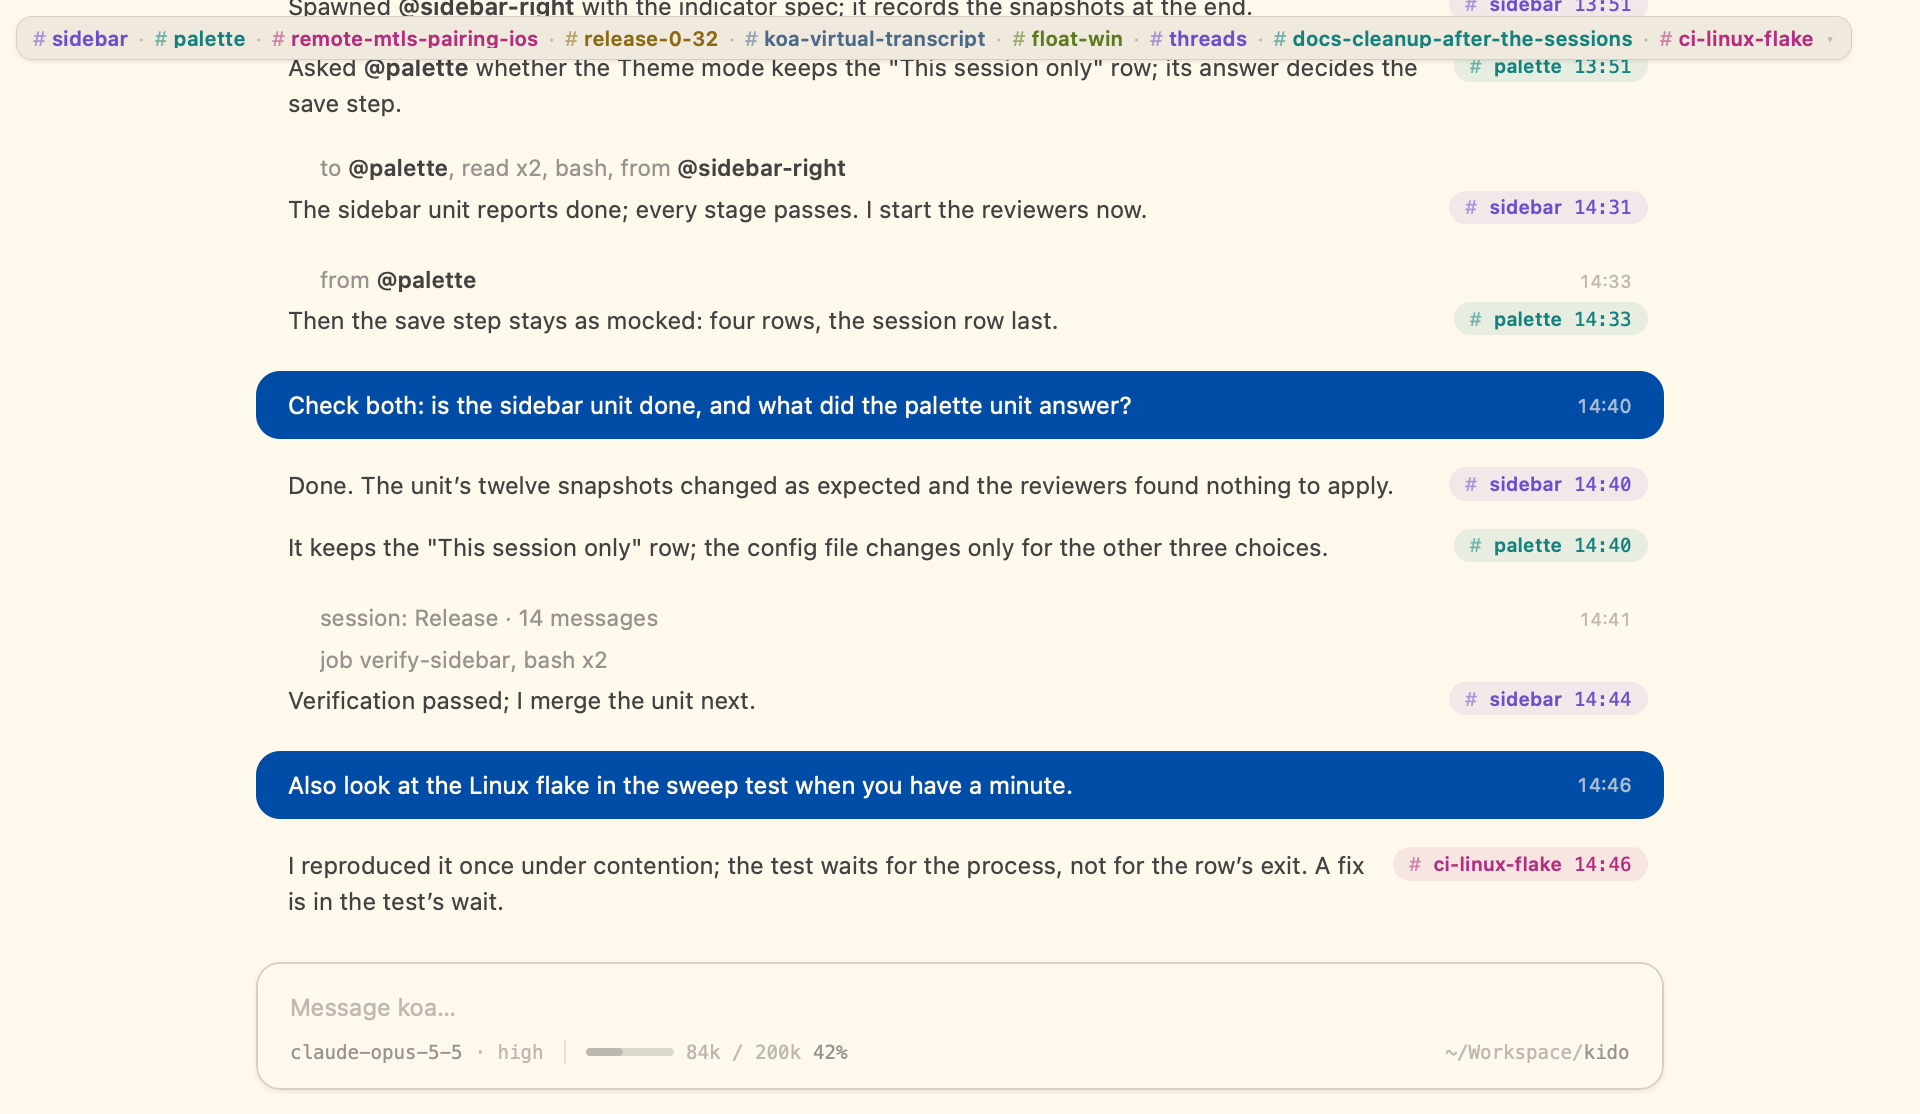 Spawned @sidebar-right with the indicator spec; it records the snapshots at the end. # sidebar 13:51
# sidebar · # palette · # remote-mtls-pairing-ios · # release-0-32 · # koa-virtual-transcript · # float-win · # threads · # docs-cleanup-after-the-sessions · # ci-linux-flake ▾
Asked @palette whether the Theme mode keeps the "This session only" row; its answer decides the # palette 13:51
save step.
to @palette, read x2, bash, from @sidebar-right
The sidebar unit reports done; every stage passes. I start the reviewers now. # sidebar 14:31
from @palette 14:33
Then the save step stays as mocked: four rows, the session row last. # palette 14:33
Check both: is the sidebar unit done, and what did the palette unit answer? 14:40
Done. The unit’s twelve snapshots changed as expected and the reviewers found nothing to apply. # sidebar 14:40
It keeps the "This session only" row; the config file changes only for the other three choices. # palette 14:40
session: Release · 14 messages 14:41
job verify-sidebar, bash x2
Verification passed; I merge the unit next. # sidebar 14:44
Also look at the Linux flake in the sweep test when you have a minute. 14:46
I reproduced it once under contention; the test waits for the process, not for the row’s exit. A fix # ci-linux-flake 14:46
is in the test’s wait.
Message koa...
claude-opus-5-5 · high 84k / 200k 42% ~/Workspace/kido